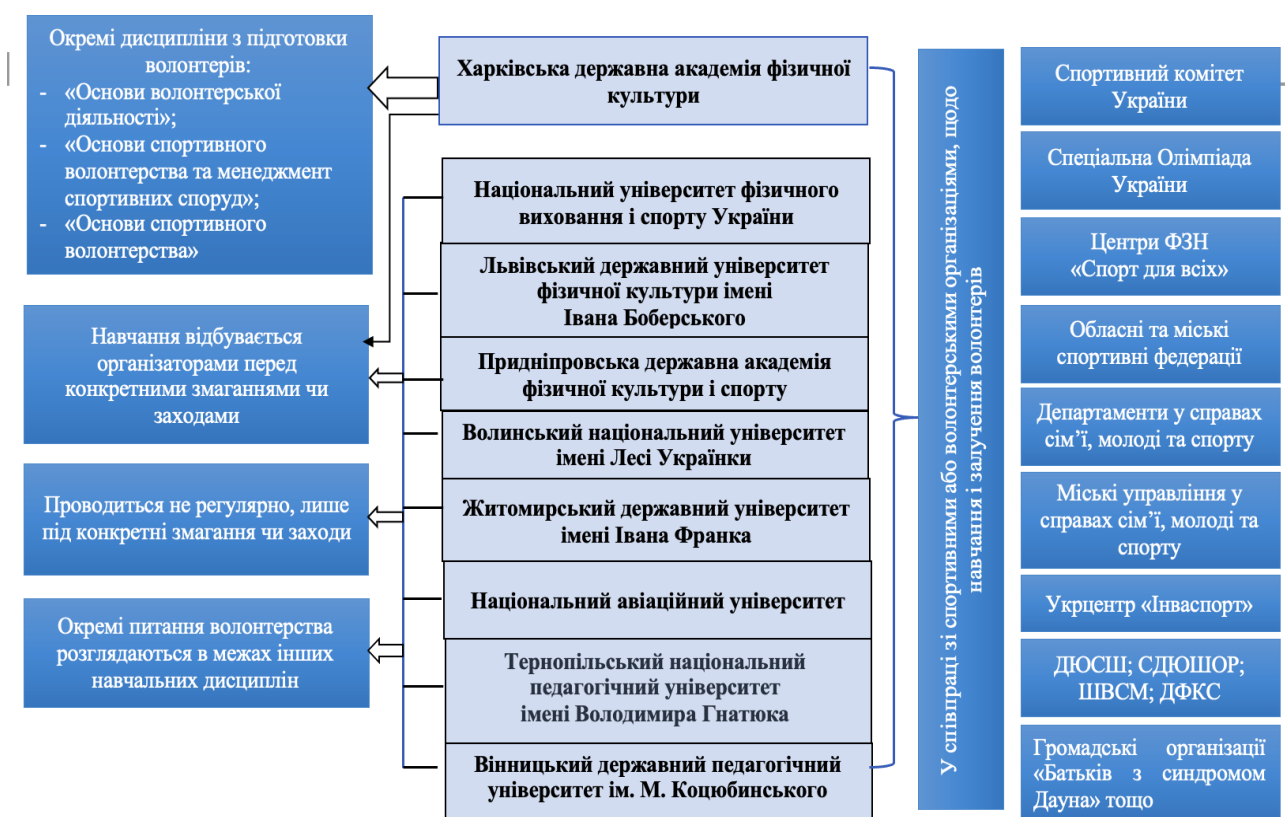 Окремі дисципліни з підготовки
волонтерів:
- «Основи волонтерської
діяльності»;
- «Основи спортивного
волонтерства та менеджмент
спортивних споруд»;
- «Основи спортивного
волонтерства»
Навчання відбувається
організаторами перед
конкретними змаганнями чи
заходами
Проводиться не регулярно, лише
під конкретні змагання чи заходи
Окремі питання волонтерства
розглядаються в межах інших
навчальних дисциплін
Харківська державна академія фізичної
культури
Національний університет фізичного
виховання і спорту України
Львівський державний університет
фізичної культури імені
Івана Боберського
Придніпровська державна академія
фізичної культури і спорту
Волинський національний університет
імені Лесі Українки
Житомирський державний університет
імені Івана Франка
Національний авіаційний університет
Тернопільський національний
педагогічний університет
імені Володимира Гнатюка
Вінницький державний педагогічний
університет ім. М. Коцюбинського
У співпраці зі спортивними або волонтерськими організаціями, щодо
навчання і залучення волонтерів
Спортивний комітет
України
Спеціальна Олімпіада
України
Центри ФЗН
«Спорт для всіх»
Обласні та міські
спортивні федерації
Департаменти у справах
сім’ї, молоді та спорту
Міські управління у
справах сім’ї, молоді та
спорту
Укрцентр «Інваспорт»
ДЮСШ; СДЮШОР;
ШВСМ; ДФКС
Громадські організації
«Батьків з синдромом
Дауна» тощо